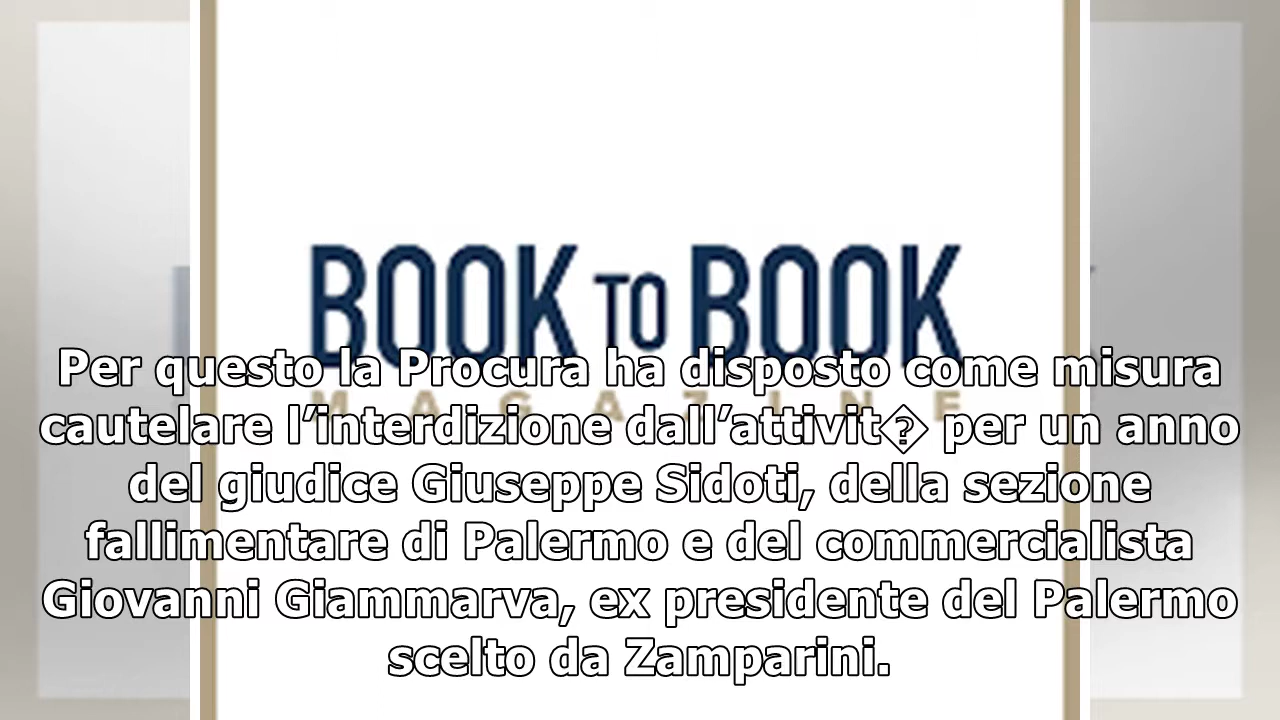 BOOK TO BOOK
MAGAZINE
Per questo la Procura ha disposto come misura
cautelare l’interdizione dall’attivit� per un anno
del giudice Giuseppe Sidoti, della sezione
fallimentare di Palermo e del commercialista
Giovanni Giammarva, ex presidente del Palermo
scelto da Zamparini.